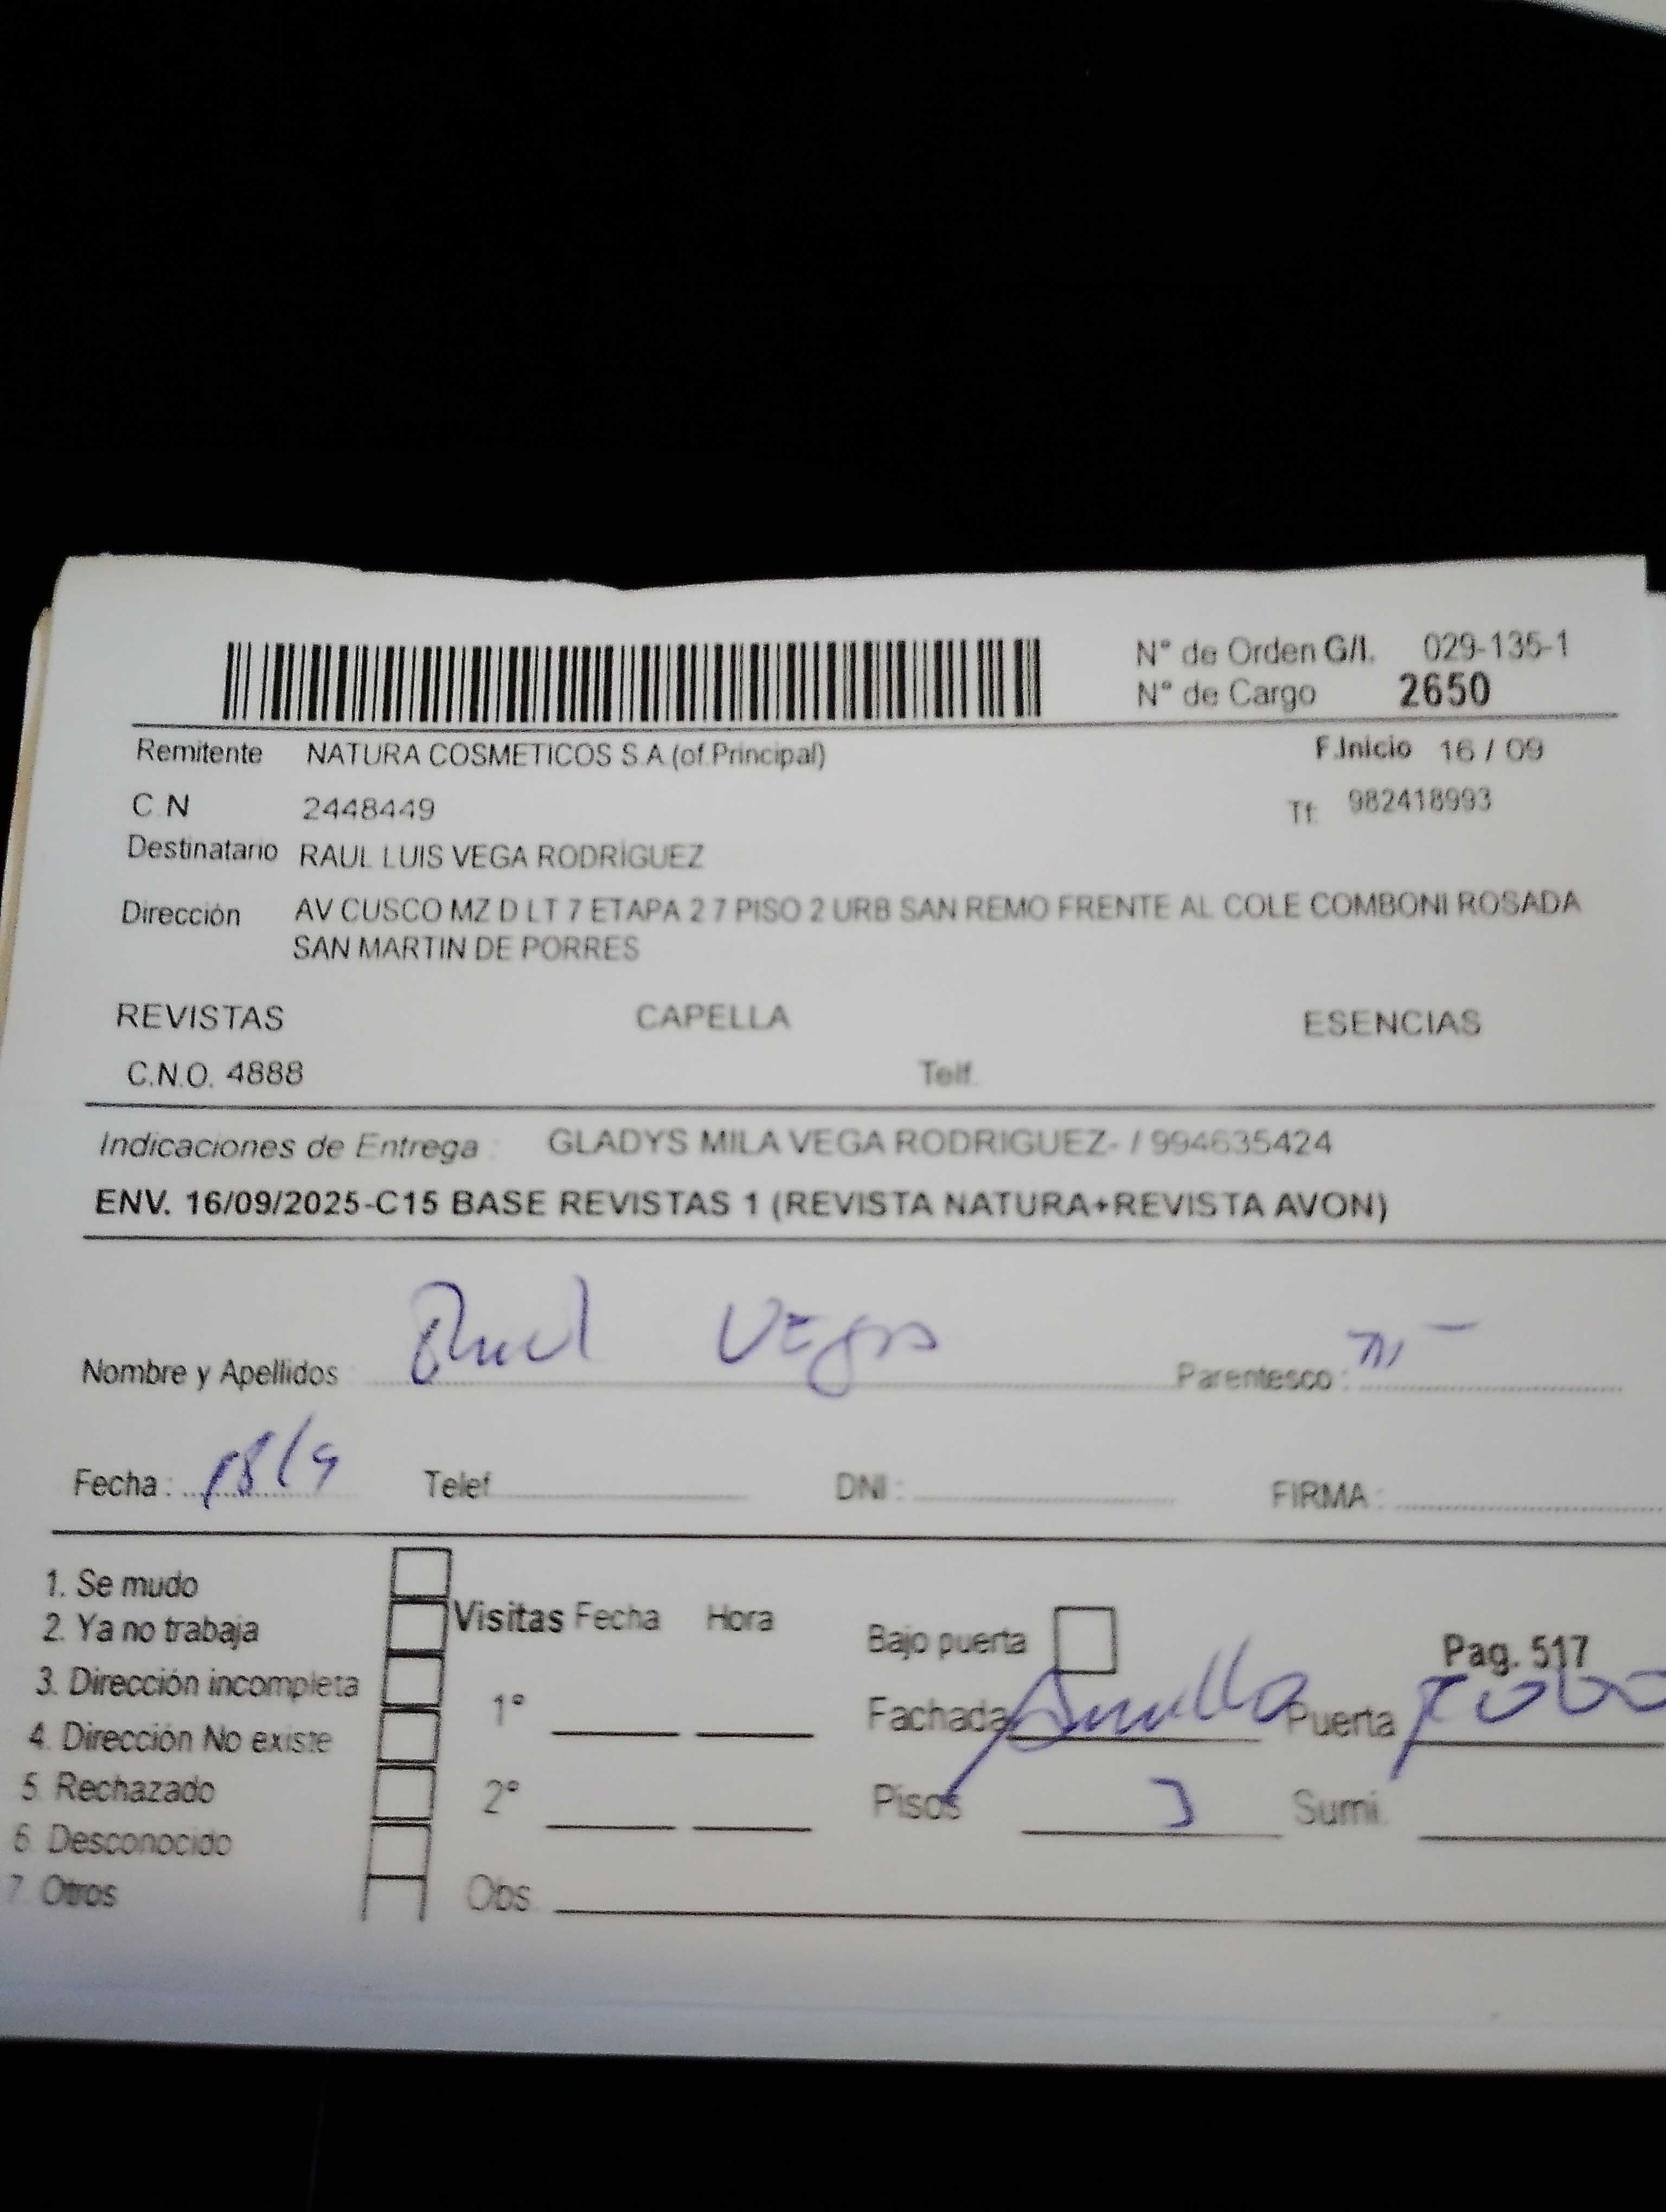 N° de Orden G/I. 029-135-1
N° de Cargo 2650
Remitente NATURA COSMETICOS S.A.(of.Principal) F.Inicio 16 / 09
C.N 2448449 Tf: 982418993
Destinatario RAUL LUIS VEGA RODRIGUEZ
Dirección AV CUSCO MZ D LT 7 ETAPA 2 7 PISO 2 URB SAN REMO FRENTE AL COLE COMBONI ROSADA
SAN MARTIN DE PORRES
REVISTAS CAPELLA ESENCIAS
C.N.O. 4888 Telf.
Indicaciones de Entrega : GLADYS MILA VEGA RODRIGUEZ- / 994635424
ENV. 16/09/2025-C15 BASE REVISTAS 1 (REVISTA NATURA+REVISTA AVON)
Nombre y Apellidos : Raul Vega Parentesco :
Fecha : 18/9 Telef DNI : FIRMA :
1. Se mudo
2. Ya no trabaja Visitas Fecha Hora Bajo puerta Pag. 517
3. Dirección incompleta 1° Fachada Puerta
4. Dirección No existe
5. Rechazado 2° Pisos 3 Sumi.
6. Desconocido
7. Otros Obs.